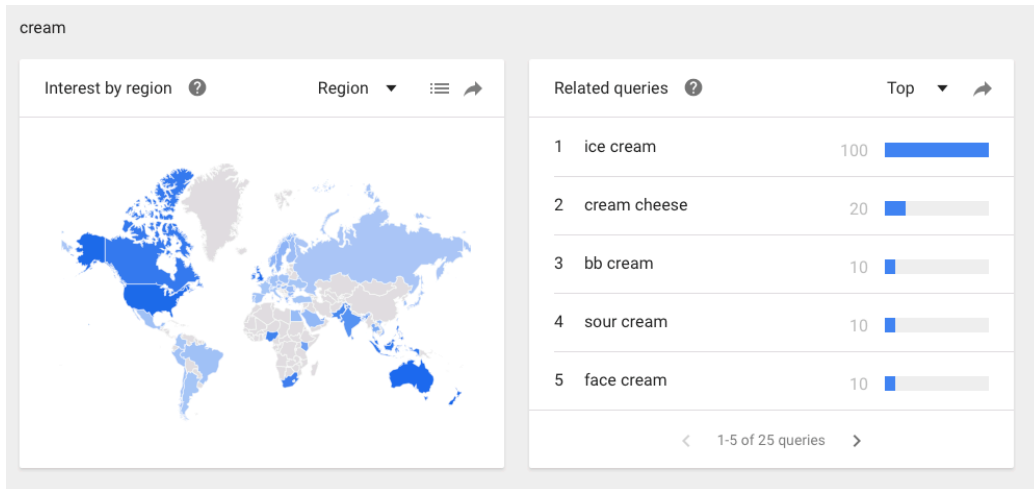 cream
Interest by region
Region
Related queries
Top
1 ice cream 100
2 cream cheese 20
3 bb cream 10
4 sour cream 10
5 face cream 10
1-5 of 25 queries